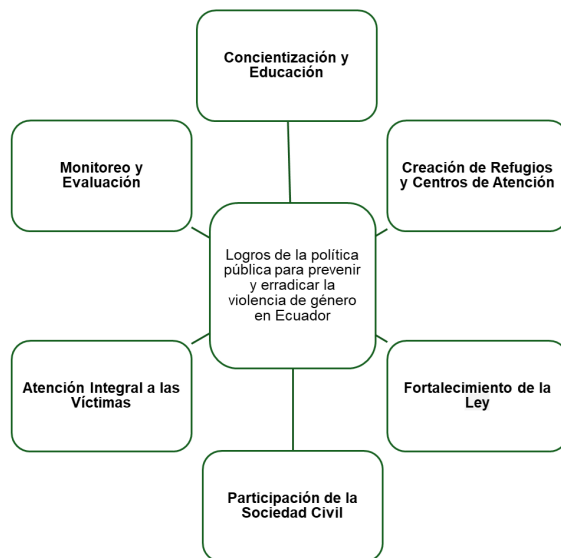 Concientización y
Educación
Monitoreo y
Evaluación
Creación de Refugios
y Centros de Atención
Logros de la política
pública para prevenir
y erradicar la
violencia de género
en Ecuador
Atención Integral a las
Víctimas
Fortalecimiento de la
Ley
Participación de la
Sociedad Civil